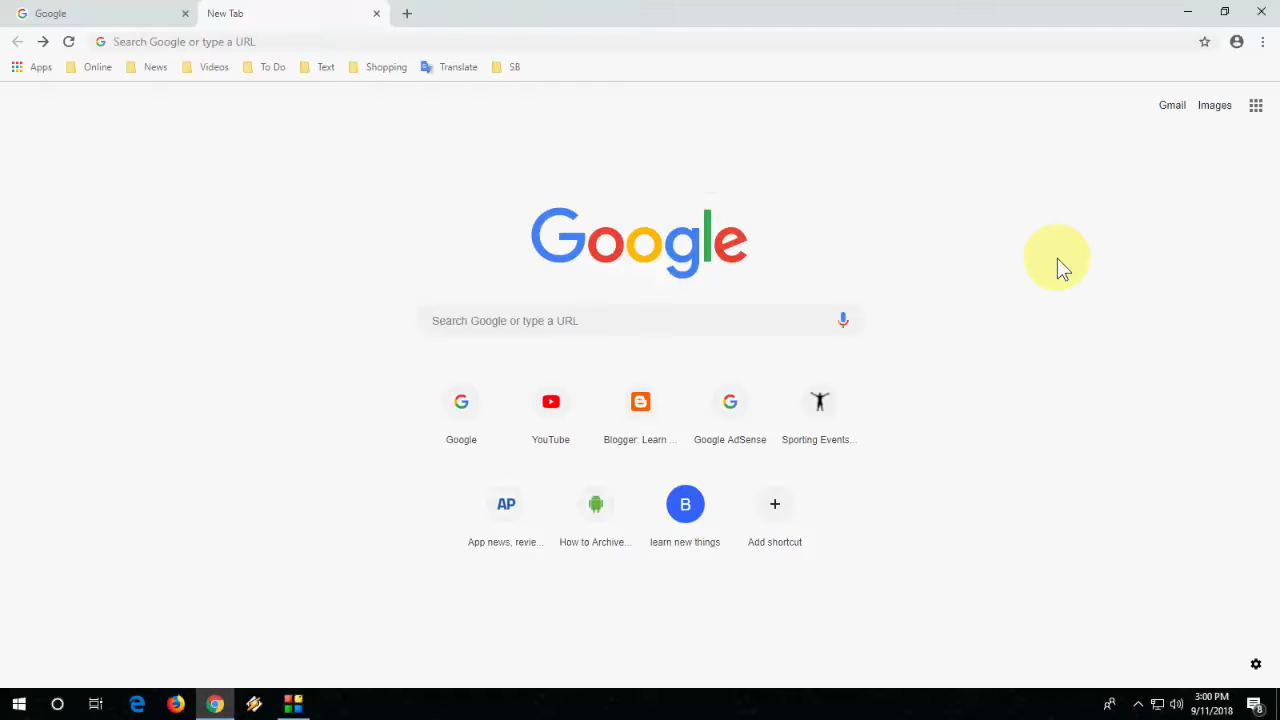 Google
New Tab
Search Google or type a URL
Apps Online News Videos To Do Text Shopping Translate SB
Gmail Images
Google
Search Google or type a URL
Google YouTube Blogger: Learn ... Google AdSense Sporting Events...
AP B
App news, revie... How to Archive... learn new things Add shortcut
3:00 PM
9/11/2018
8